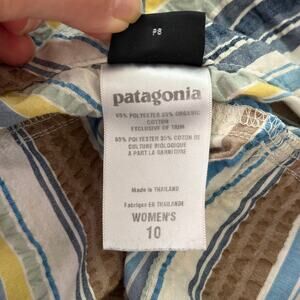 P8
patagonia
65% POLYESTER 35% ORGANIC
COTTON
EXCLUSIVE OF TRIM
65% POLYESTER 35% COTON DE
CULTURE BIOLOGIQUE
A PART LA GARNITURE
Made in THAILAND
Fabriqué EN THAILANDE
WOMEN'S
10